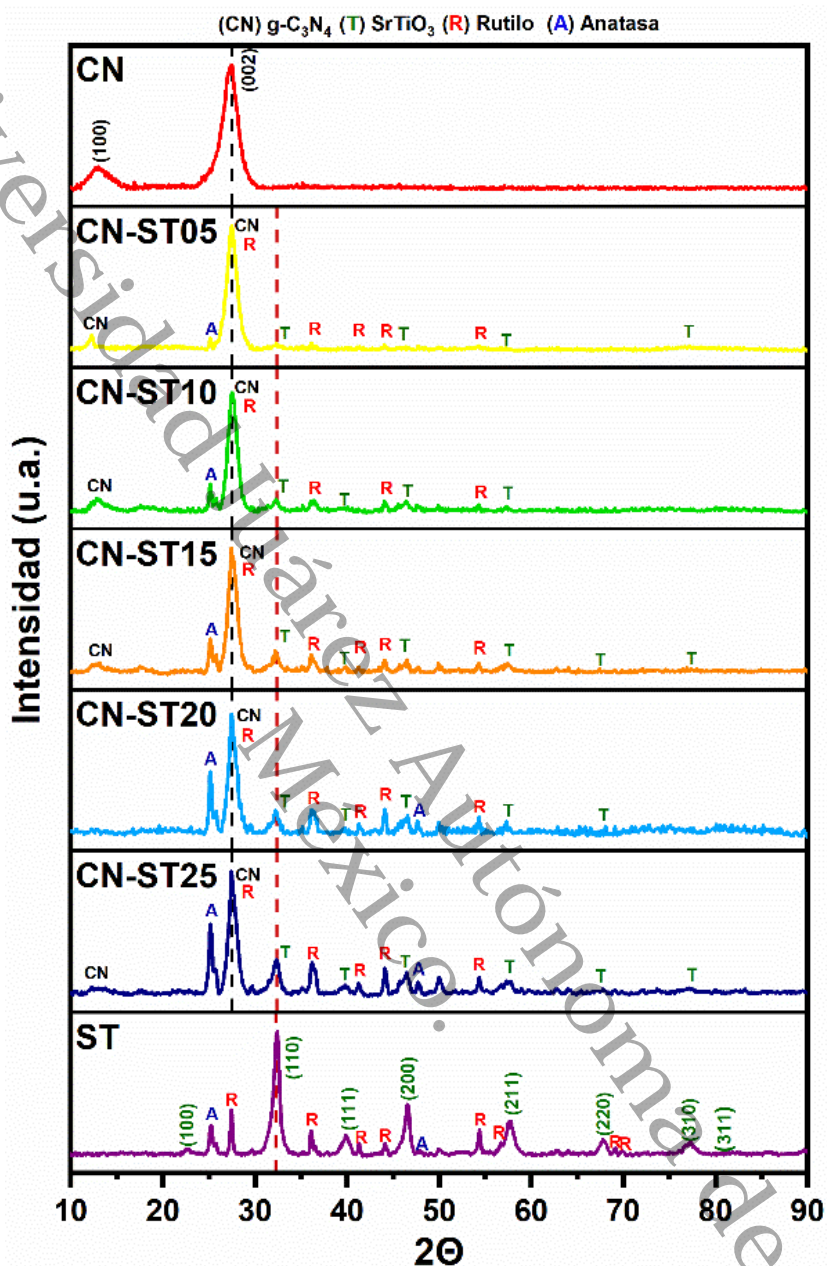 (CN) g-C₃N₄ (T) SrTiO₃ (R) Rutilo (A) Anatasa
CN
(100)
(002)
CN-ST05
CN
R
CN
A
T
R
R
R
T
R
T
T
CN-ST10
CN
R
CN
A
T
R
T
R
T
R
T
CN-ST15
CN
R
CN
A
T
R
T
R
R
T
R
T
T
T
CN-ST20
CN
R
A
T
R
T
R
R
T
A
R
T
T
CN-ST25
CN
R
CN
A
T
R
T
R
R
T
A
R
T
T
T
ST
(100)
A
R
(110)
R
(111)
R
R
(200)
A
R
R
(211)
(220)
R
R
(310)
(311)
10 20 30 40 50 60 70 80 90
2Θ
Intensidad (u.a.)
Universidad Juárez Autónoma de
México.